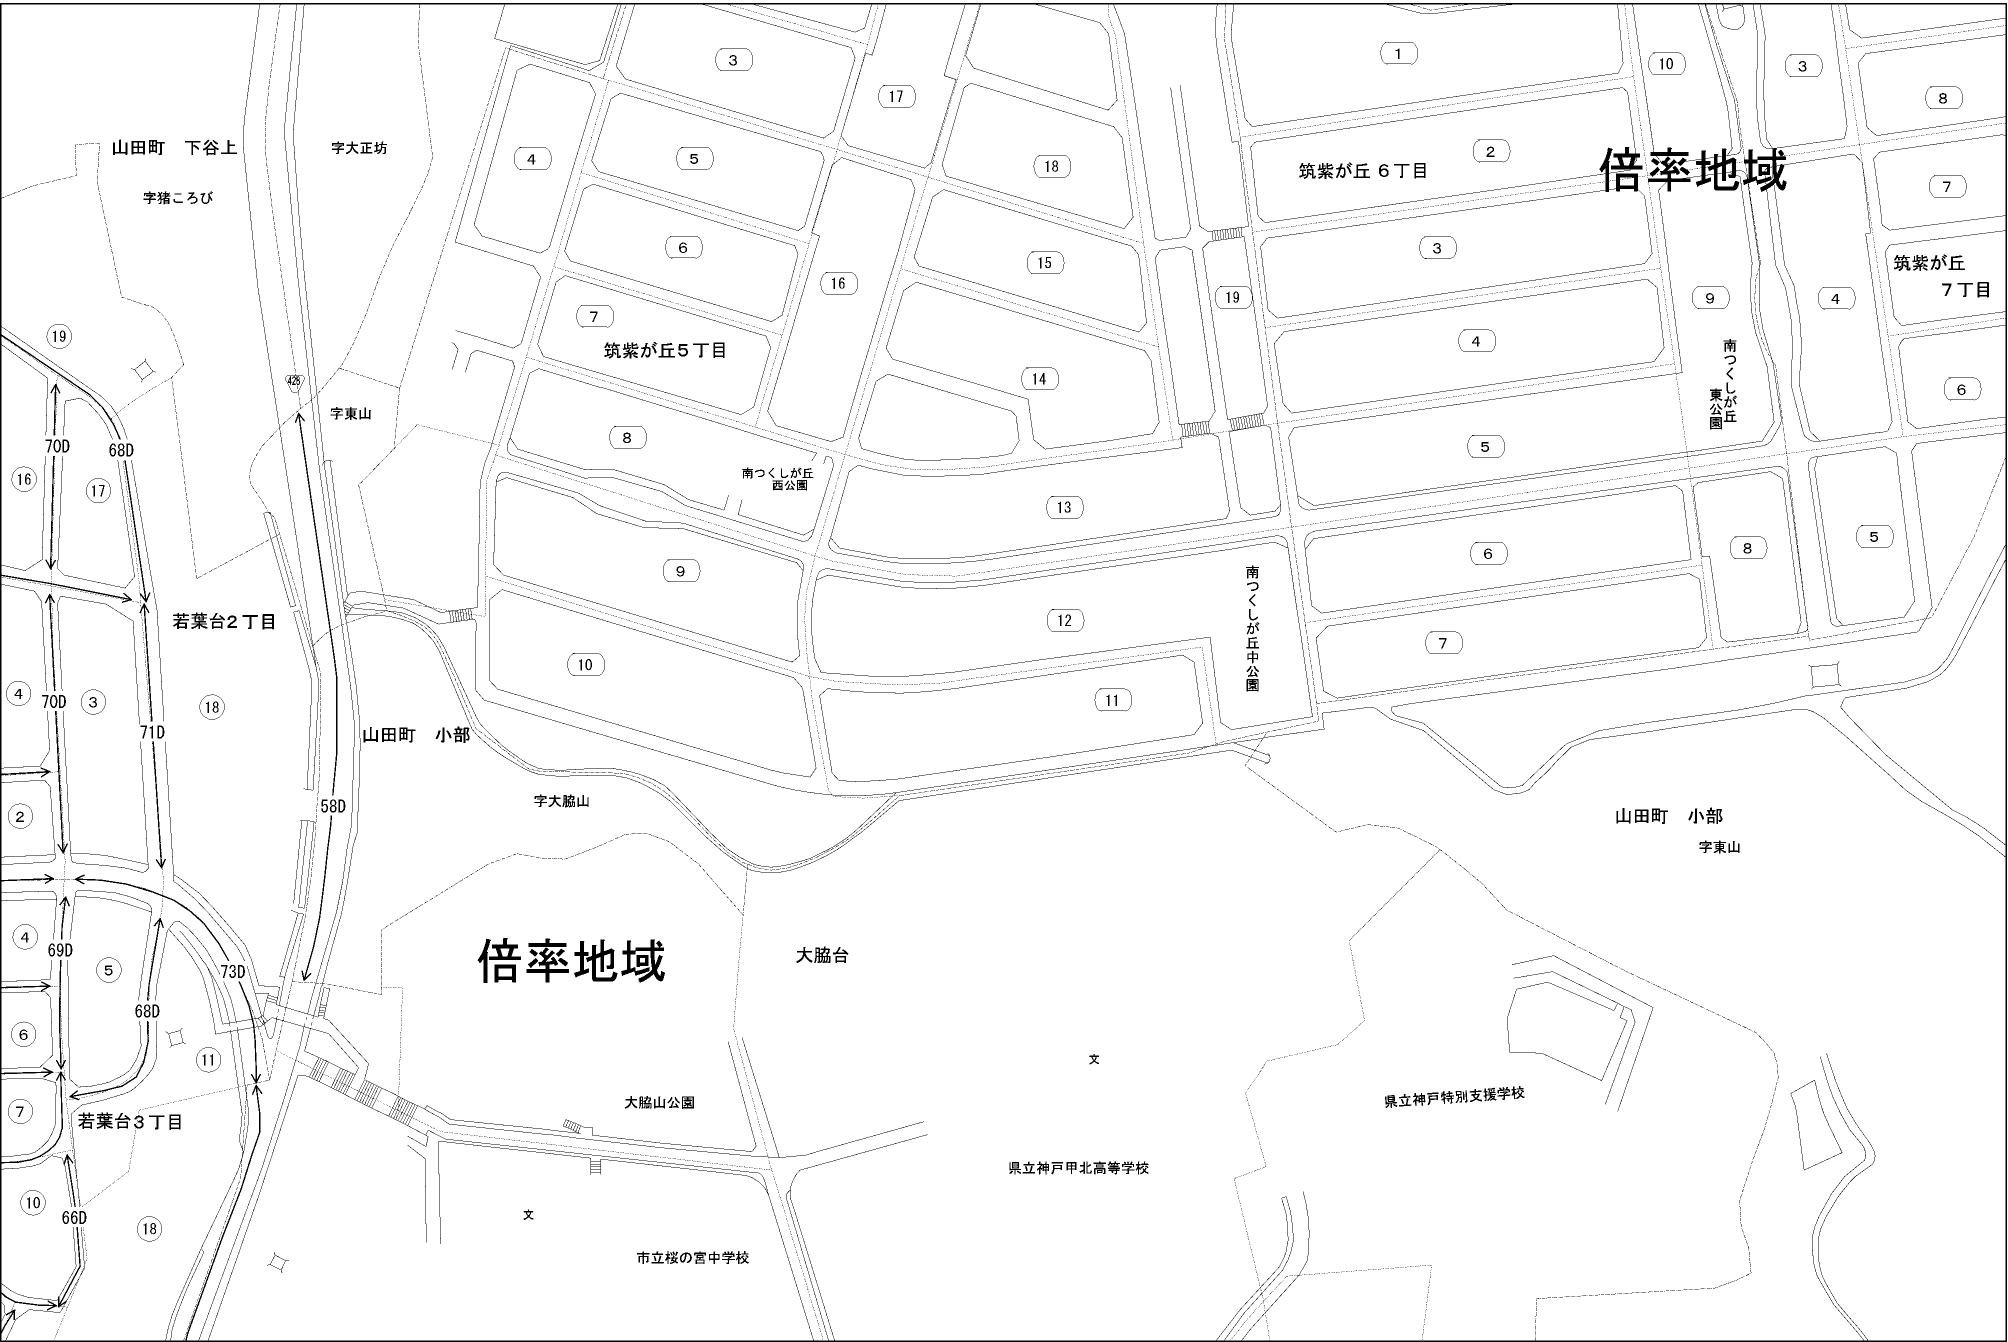 3
17
1
10
3
8
4
5
18
2
7
山田町　下谷上
字大正坊
筑紫が丘 6丁目
倍率地域
字猪ころび
6
16
15
19
3
9
4
筑紫が丘
7丁目
7
筑紫が丘5丁目
14
4
南つくしが丘
東公園
6
19
428
字東山
70D
68D
16
17
8
南つくしが丘
西公園
13
5
9
6
8
5
若葉台2丁目
12
南つくしが丘中公園
7
10
11
4
70D
3
18
71D
山田町　小部
58D
字大脇山
2
山田町　小部
字東山
4
69D
5
73D
倍率地域
大脇台
68D
6
11
文
7
若葉台3丁目
大脇山公園
県立神戸特別支援学校
県立神戸甲北高等学校
10
66D
18
文
市立桜の宮中学校